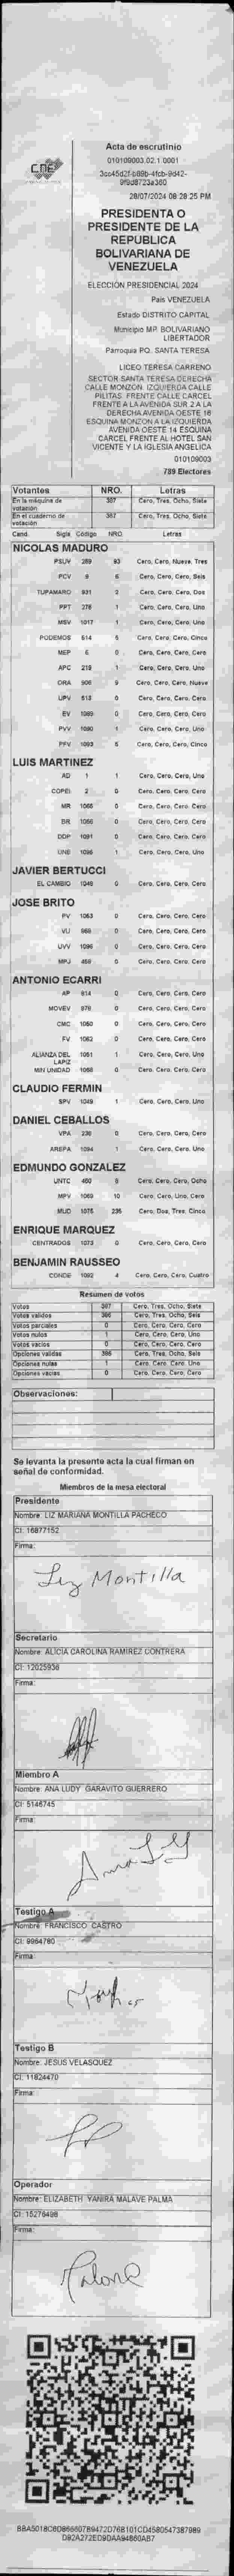 CNE
Acta de escrutinio
010109003.02.1.0001
28/07/2024 08:28:25 PM
PRESIDENTA O
PRESIDENTE DE LA
REPÚBLICA
BOLIVARIANA DE
VENEZUELA
ELECCIÓN PRESIDENCIAL 2024
País VENEZUELA
Estado DISTRITO CAPITAL
Municipio MP. BOLIVARIANO
LIBERTADOR
Parroquia PQ. SANTA TERESA
LICEO TERESA CARREÑO
SECTOR SANTA TERESA DERECHA
CALLE MONZÓN. IZQUIERDA CALLE
PILITAS. FRENTE CALLE CARCEL
FRENTE A LA AVENIDA SUR 2 A LA
DERECHA AVENIDA OESTE 16
ESQUINA MONZON A LA IZQUIERDA
AVENIDA OESTE 14 ESQUINA
CARCEL FRENTE AL HOTEL SAN
VICENTE Y LA IGLESIA ANGELICA
010109003
789 Electores
Votantes NRO. Letras
En la máquina de votación 387 Cero, Tres, Ocho, Siete
En el cuaderno de votación 387 Cero, Tres, Ocho, Siete
Cand. Sigla Código NRO Letras
NICOLAS MADURO
PSUV 289 93 Cero, Cero, Nueve, Tres
PCV 9 6 Cero, Cero, Cero, Seis
TUPAMARO 931 2 Cero, Cero, Cero, Dos
PPT 278 1 Cero, Cero, Cero, Uno
MSV 1017 1 Cero, Cero, Cero, Uno
PODEMOS 514 5 Cero, Cero, Cero, Cinco
MEP 6 0 Cero, Cero, Cero, Cero
APC 219 1 Cero, Cero, Cero, Uno
ORA 906 9 Cero, Cero, Cero, Nueve
UPV 513 0 Cero, Cero, Cero, Cero
EV 1089 0 Cero, Cero, Cero, Cero
PVV 1090 1 Cero, Cero, Cero, Uno
PFV 1093 5 Cero, Cero, Cero, Cinco
LUIS MARTINEZ
AD 1 1 Cero, Cero, Cero, Uno
COPEI 2 0 Cero, Cero, Cero, Cero
MR 1066 0 Cero, Cero, Cero, Cero
BR 1056 0 Cero, Cero, Cero, Cero
DDP 1091 0 Cero, Cero, Cero, Cero
UNE 1096 1 Cero, Cero, Cero, Uno
JAVIER BERTUCCI
EL CAMBIO 1048 0 Cero, Cero, Cero, Cero
JOSE BRITO
PV 1053 0 Cero, Cero, Cero, Cero
VU 968 0 Cero, Cero, Cero, Cero
UVV 1098 0 Cero, Cero, Cero, Cero
MPJ 458 0 Cero, Cero, Cero, Cero
ANTONIO ECARRI
AP 914 0 Cero, Cero, Cero, Cero
MOVEV 978 0 Cero, Cero, Cero, Cero
CMC 1050 0 Cero, Cero, Cero, Cero
FV 1062 0 Cero, Cero, Cero, Cero
ALIANZA DEL LÁPIZ 1051 1 Cero, Cero, Cero, Uno
MIN UNIDAD 1068 0 Cero, Cero, Cero, Cero
CLAUDIO FERMIN
SPV 1049 1 Cero, Cero, Cero, Uno
DANIEL CEBALLOS
VPA 230 0 Cero, Cero, Cero, Cero
AREPA 1094 1 Cero, Cero, Cero, Uno
EDMUNDO GONZALEZ
UNTC 460 8 Cero, Cero, Cero, Ocho
MPV 1069 10 Cero, Cero, Uno, Cero
MUD 1075 235 Cero, Dos, Tres, Cinco
ENRIQUE MARQUEZ
CENTRADOS 1073 0 Cero, Cero, Cero, Cero
BENJAMIN RAUSSEO
CONDE 1092 4 Cero, Cero, Cero, Cuatro
Resumen de votos
Votos 387 Cero, Tres, Ocho, Siete
Votos válidos 386 Cero, Tres, Ocho, Seis
Votos parciales 0 Cero, Cero, Cero, Cero
Votos nulos 1 Cero, Cero, Cero, Uno
Votos vacíos 0 Cero, Cero, Cero, Cero
Opciones válidas 386 Cero, Tres, Ocho, Seis
Opciones nulas 1 Cero, Cero, Cero, Uno
Opciones vacías 0 Cero, Cero, Cero, Cero
Observaciones:
Se levanta la presente acta la cual firman en
señal de conformidad.
Miembros de la mesa electoral
Presidente
Nombre: LIZ MARIANA MONTILLA PACHECO
CI: 16877152
Firma:
Liz Montilla
Secretario
Nombre: ALICIA CAROLINA RAMIREZ CONTRERA
CI: 12025936
Firma:
Miembro A
Nombre: ANA LUDY GARAVITO GUERRERO
CI: 5146745
Firma:
Testigo A
Nombre: FRANCISCO CASTRO
CI: 9964760
Firma:
Testigo B
Nombre: JESUS VELASQUEZ
CI: 11824470
Firma:
Operador
Nombre: ELIZABETH YANIRA MALAVE PALMA
CI: 15276498
Firma: